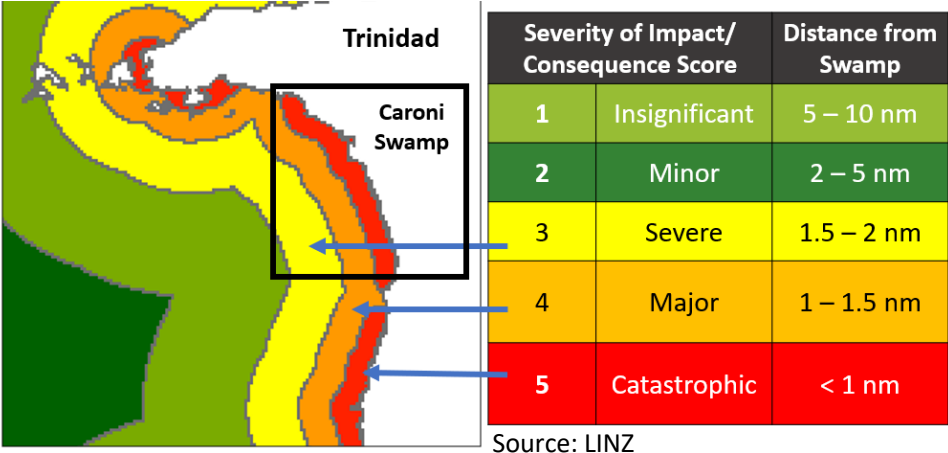 Trinidad
Caroni
Swamp
Severity of Impact/
Consequence Score
Distance from
Swamp
1 Insignificant 5 – 10 nm
2 Minor 2 – 5 nm
3 Severe 1.5 – 2 nm
4 Major 1 – 1.5 nm
5 Catastrophic < 1 nm
Source: LINZ